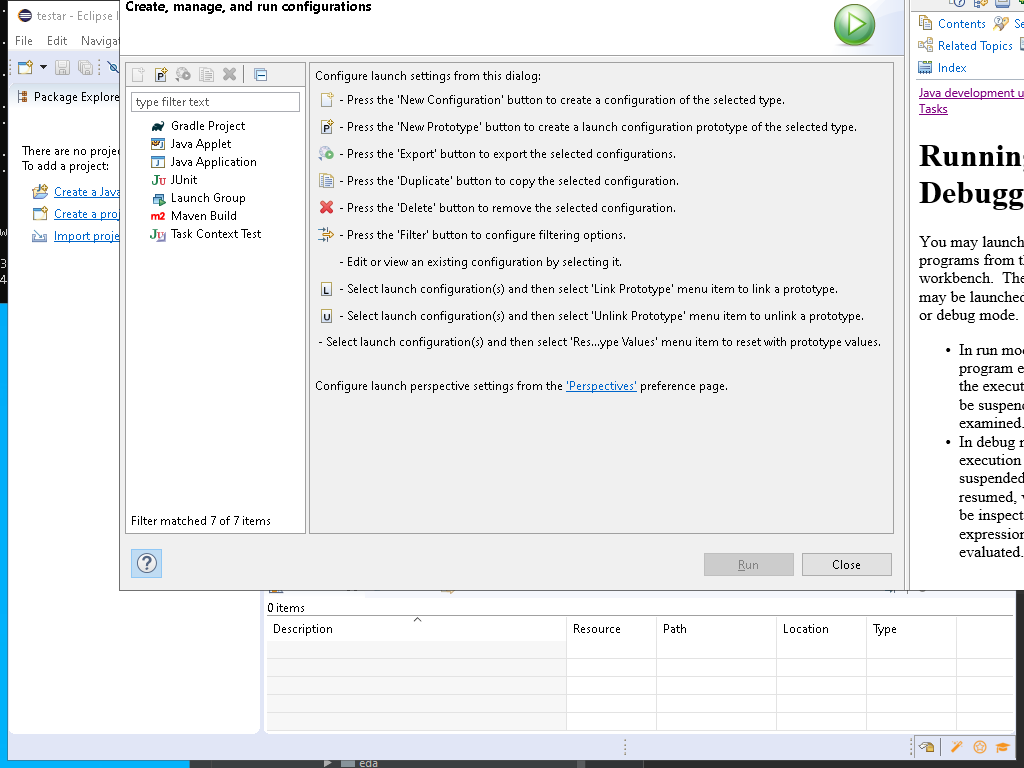 testar - Eclipse I
File Edit Naviga
Package Explore
There are no proje
To add a project:
Create a Java
Create a proj
Import proje
Create, manage, and run configurations
type filter text
Gradle Project
Java Applet
Java Application
JUnit
Launch Group
Maven Build
Task Context Test
Filter matched 7 of 7 items
Configure launch settings from this dialog:
- Press the 'New Configuration' button to create a configuration of the selected type.
- Press the 'New Prototype' button to create a launch configuration prototype of the selected type.
- Press the 'Export' button to export the selected configurations.
- Press the 'Duplicate' button to copy the selected configuration.
- Press the 'Delete' button to remove the selected configuration.
- Press the 'Filter' button to configure filtering options.
- Edit or view an existing configuration by selecting it.
- Select launch configuration(s) and then select 'Link Prototype' menu item to link a prototype.
- Select launch configuration(s) and then select 'Unlink Prototype' menu item to unlink a prototype.
- Select launch configuration(s) and then select 'Res...ype Values' menu item to reset with prototype values.
Configure launch perspective settings from the 'Perspectives' preference page.
Run Close
Contents Se
Related Topics
Index
Java development u
Tasks
Running
Debugg
You may launch
programs from th
workbench. The
may be launched
or debug mode.
• In run mod
program e
the execut
be suspend
examined.
• In debug m
execution
suspended
resumed, v
be inspect
expression
evaluated.
0 items
Description Resource Path Location Type
eda